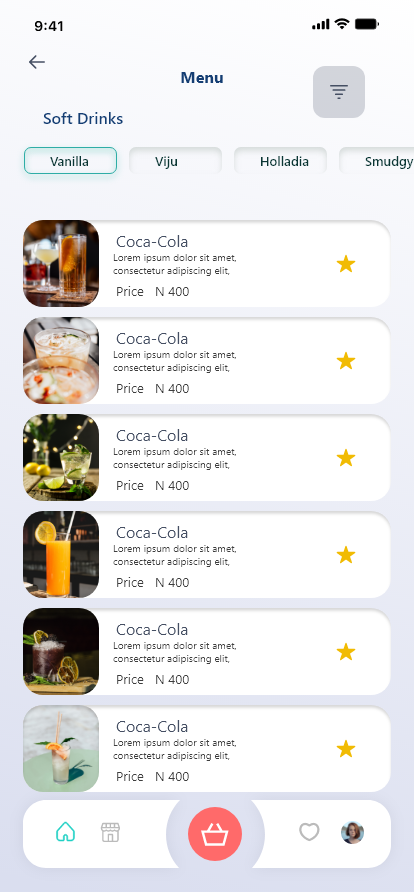 9:41
Menu
Soft Drinks
Vanilla Viju Holladia Smudgy
Coca-Cola
Lorem ipsum dolor sit amet,
consectetur adipiscing elit,
Price N 400
Coca-Cola
Lorem ipsum dolor sit amet,
consectetur adipiscing elit,
Price N 400
Coca-Cola
Lorem ipsum dolor sit amet,
consectetur adipiscing elit,
Price N 400
Coca-Cola
Lorem ipsum dolor sit amet,
consectetur adipiscing elit,
Price N 400
Coca-Cola
Lorem ipsum dolor sit amet,
consectetur adipiscing elit,
Price N 400
Coca-Cola
Lorem ipsum dolor sit amet,
consectetur adipiscing elit,
Price N 400